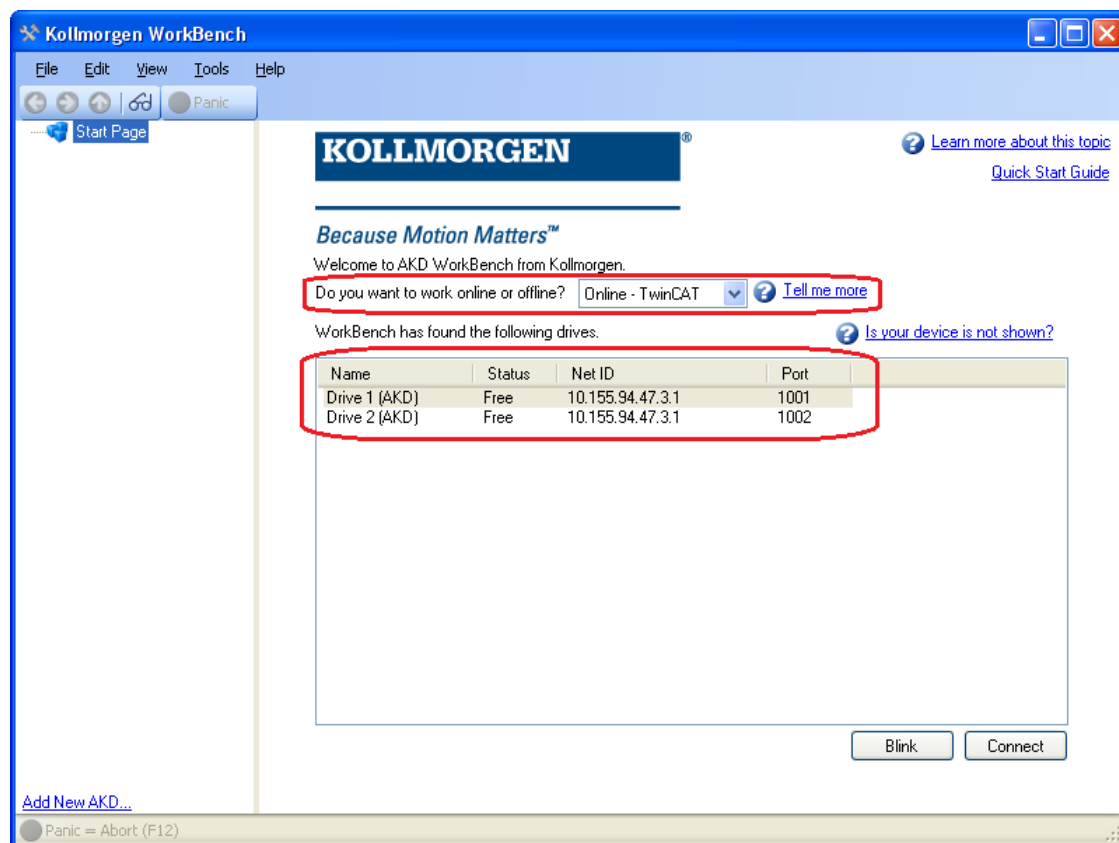 Kollmorgen WorkBench
File Edit View Tools Help
Panic
Start Page
KOLLMORGEN®
Learn more about this topic
Quick Start Guide
Because Motion Matters™
Welcome to AKD WorkBench from Kollmorgen.
Do you want to work online or offline? Online - TwinCAT Tell me more
WorkBench has found the following drives. Is your device is not shown?
Name Status Net ID Port
Drive 1 (AKD) Free 10.155.94.47.3.1 1001
Drive 2 (AKD) Free 10.155.94.47.3.1 1002
Blink Connect
Add New AKD...
Panic = Abort (F12)